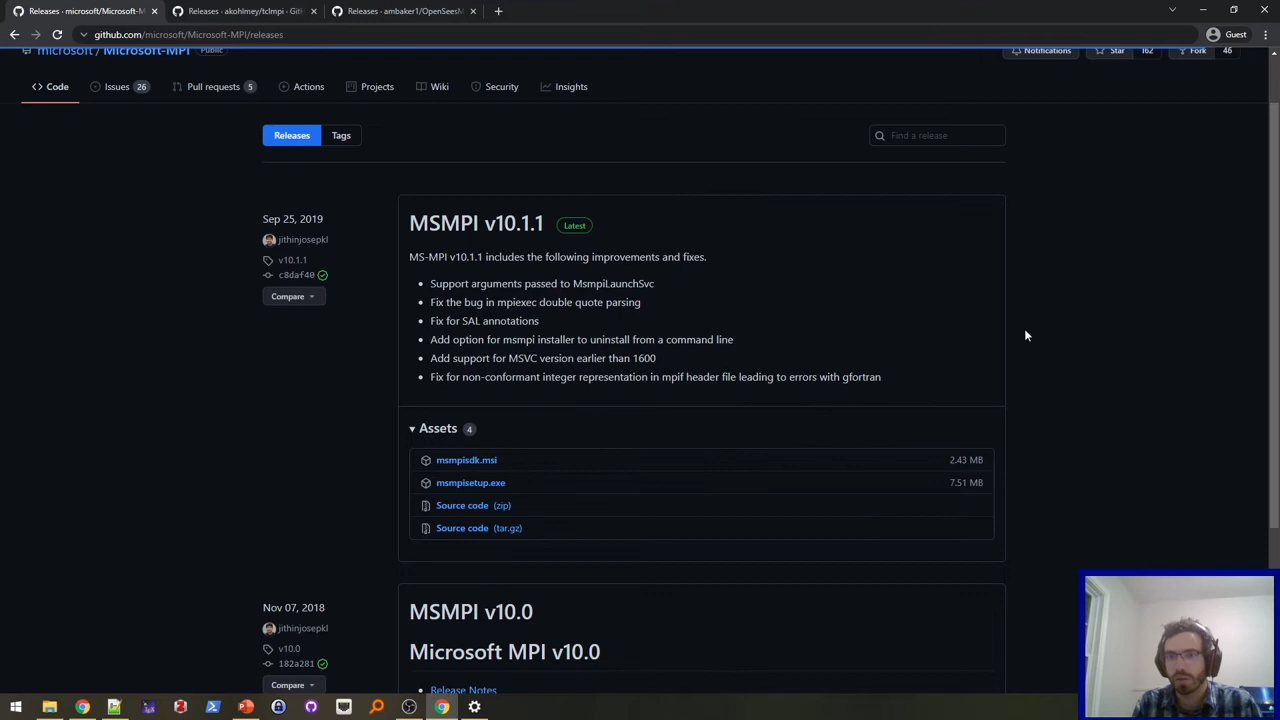 Releases · microsoft/Microsoft-M
Releases · akohlmey/tclmpi · GitH
Releases · ambaker1/OpenSeesM
github.com/microsoft/Microsoft-MPI/releases
Guest
microsoft / Microsoft-MPI Public
Notifications
Star 162
Fork 46
Code
Issues 26
Pull requests 5
Actions
Projects
Wiki
Security
Insights
Releases
Tags
Find a release
Sep 25, 2019
jithinjosepkl
v10.1.1
c8daf40
Compare
MSMPI v10.1.1 Latest
MS-MPI v10.1.1 includes the following improvements and fixes.
Support arguments passed to MsmpiLaunchSvc
Fix the bug in mpiexec double quote parsing
Fix for SAL annotations
Add option for msmpi installer to uninstall from a command line
Add support for MSVC version earlier than 1600
Fix for non-conformant integer representation in mpif header file leading to errors with gfortran
Assets 4
msmpisdk.msi 2.43 MB
msmpisetup.exe 7.51 MB
Source code (zip)
Source code (tar.gz)
Nov 07, 2018
jithinjosepkl
v10.0
182a281
Compare
MSMPI v10.0
Microsoft MPI v10.0
Release Notes